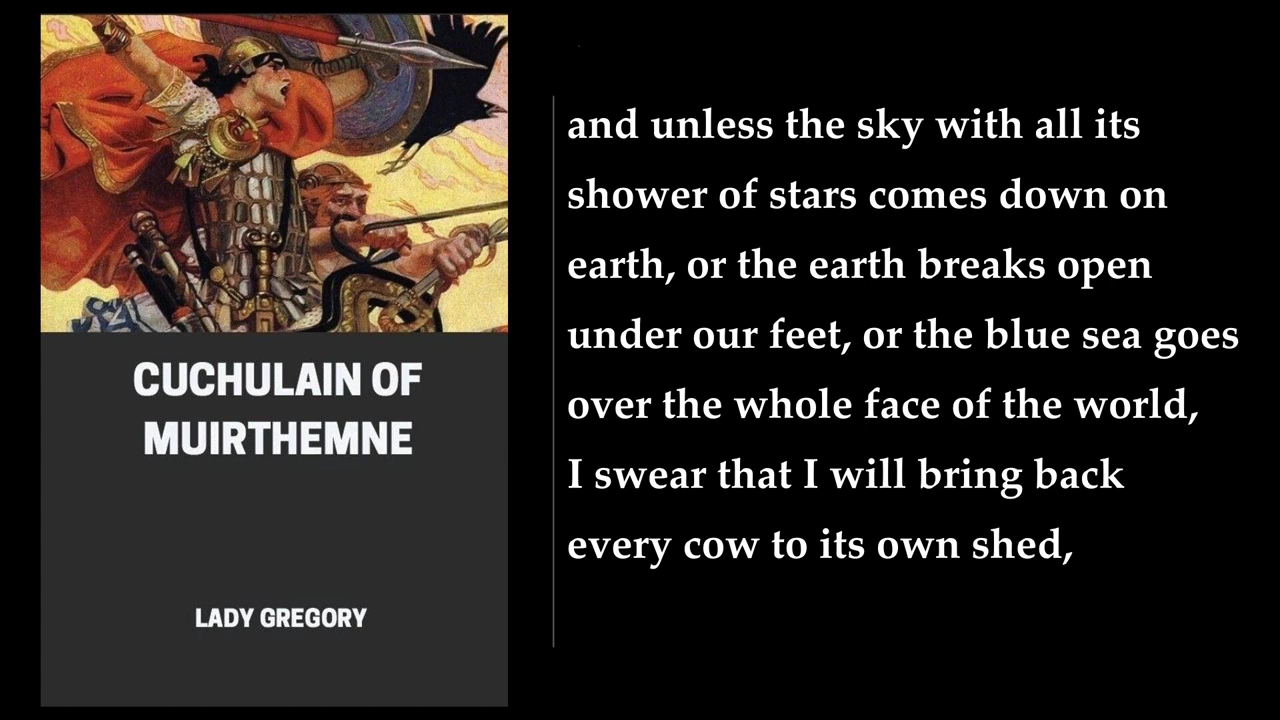 CUCHULAIN OF
MUIRTHEMNE
LADY GREGORY
and unless the sky with all its
shower of stars comes down on
earth, or the earth breaks open
under our feet, or the blue sea goes
over the whole face of the world,
I swear that I will bring back
every cow to its own shed,